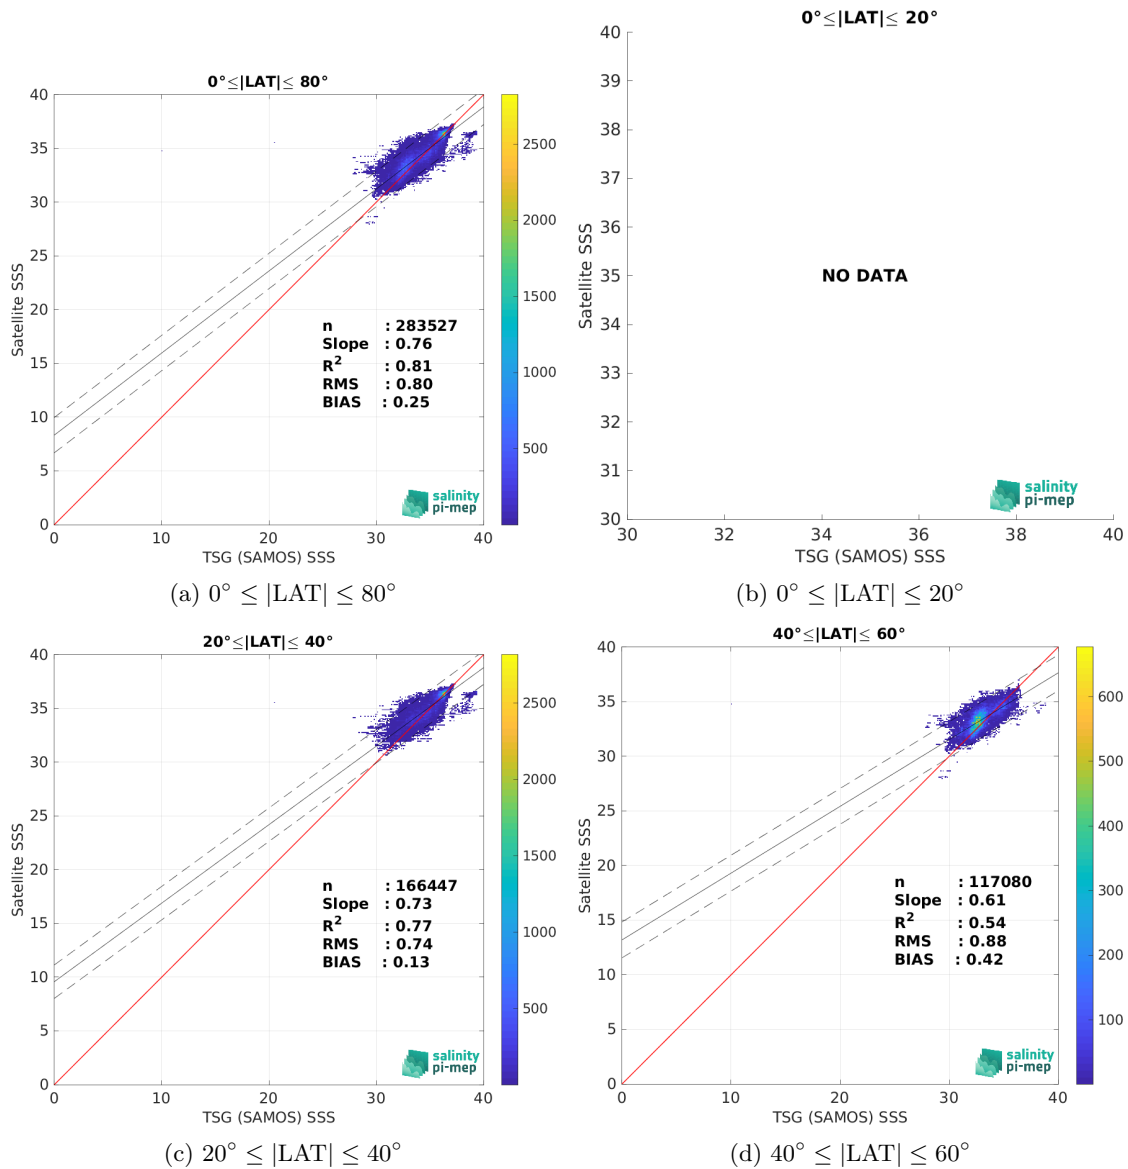 0°≤|LAT|≤ 80°
40
35
30
25
20
15
10
5
0
0
10
20
30
40
Satellite SSS
TSG (SAMOS) SSS
n : 283527
Slope : 0.76
R² : 0.81
RMS : 0.80
BIAS : 0.25
salinity
pi-mep
2500
2000
1500
1000
500
(a) 0° ≤ |LAT| ≤ 80°
0°≤|LAT|≤ 20°
40
39
38
37
36
35
34
33
32
31
30
30
32
34
36
38
40
Satellite SSS
TSG (SAMOS) SSS
NO DATA
salinity
pi-mep
(b) 0° ≤ |LAT| ≤ 20°
20°≤|LAT|≤ 40°
40
35
30
25
20
15
10
5
0
0
10
20
30
40
Satellite SSS
TSG (SAMOS) SSS
n : 166447
Slope : 0.73
R² : 0.77
RMS : 0.74
BIAS : 0.13
salinity
pi-mep
2500
2000
1500
1000
500
(c) 20° ≤ |LAT| ≤ 40°
40°≤|LAT|≤ 60°
40
35
30
25
20
15
10
5
0
0
10
20
30
40
Satellite SSS
TSG (SAMOS) SSS
n : 117080
Slope : 0.61
R² : 0.54
RMS : 0.88
BIAS : 0.42
salinity
pi-mep
600
500
400
300
200
100
(d) 40° ≤ |LAT| ≤ 60°